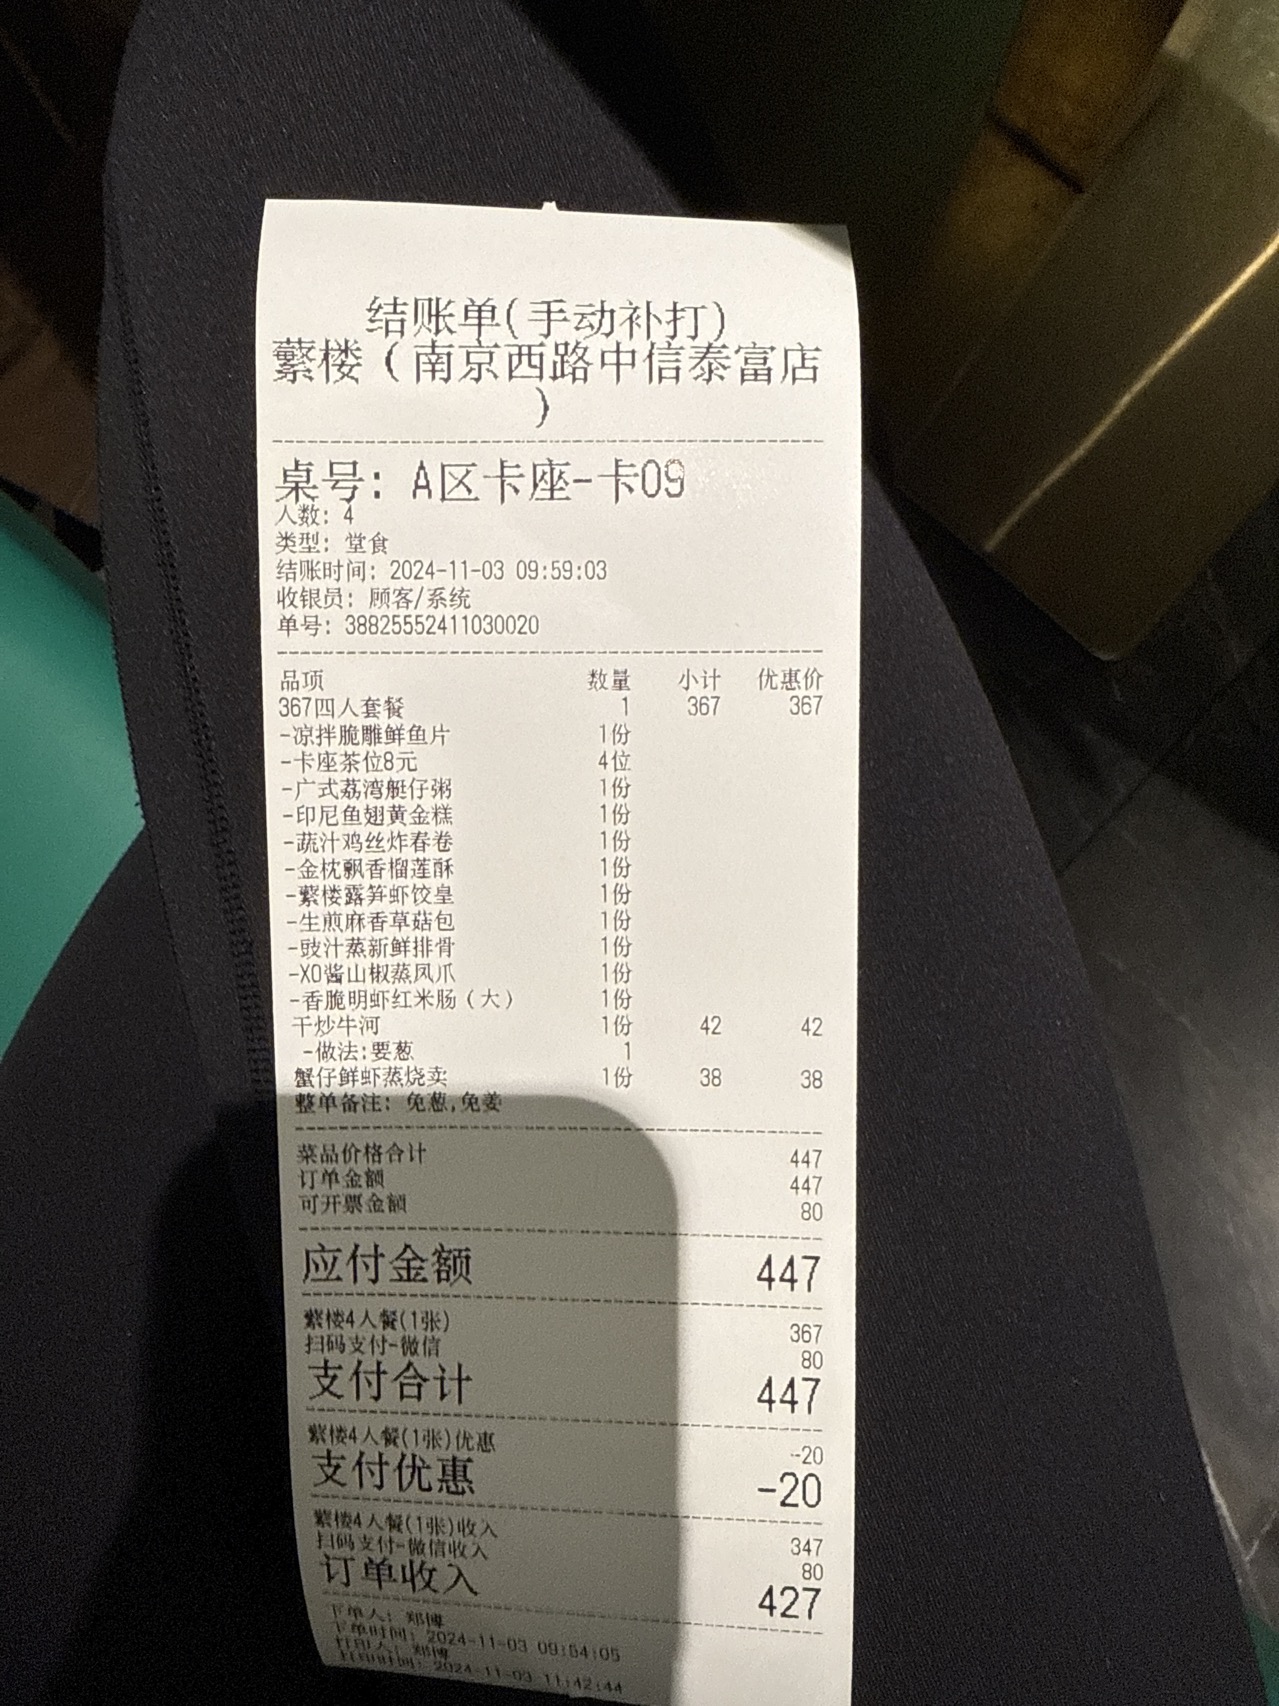 结账单(手动补打)
蘩楼（南京西路中信泰富店
）
桌号: A区卡座-卡09
人数: 4
类型: 堂食
结账时间: 2024-11-03 09:59:03
收银员: 顾客/系统
单号: 38825552411030020
品项 数量 小计 优惠价
367四人套餐 1 367 367
-凉拌脆雕鲜鱼片 1份
-卡座茶位8元 4位
-广式荔湾艇仔粥 1份
-印尼鱼翅黄金糕 1份
-蔬汁鸡丝炸春卷 1份
-金枕飘香榴莲酥 1份
-蘩楼露笋虾饺皇 1份
-生煎麻香草菇包 1份
-豉汁蒸新鲜排骨 1份
-XO酱山椒蒸凤爪 1份
-香脆明虾红米肠（大） 1份
干炒牛河 1份 42 42
-做法:要葱 1
蟹仔鲜虾蒸烧卖 1份 38 38
整单备注: 免葱,免姜
菜品价格合计 447
订单金额 447
可开票金额 80
应付金额 447
蘩楼4人餐(1张) 367
扫码支付-微信 80
支付合计 447
蘩楼4人餐(1张)优惠 -20
支付优惠 -20
蘩楼4人餐(1张)收入 347
扫码支付-微信收入 80
订单收入 427
下单人: 郑博
下单时间: 2024-11-03 09:54:05
打印人: 郑博
打印时间: 2024-11-03 11:42:44